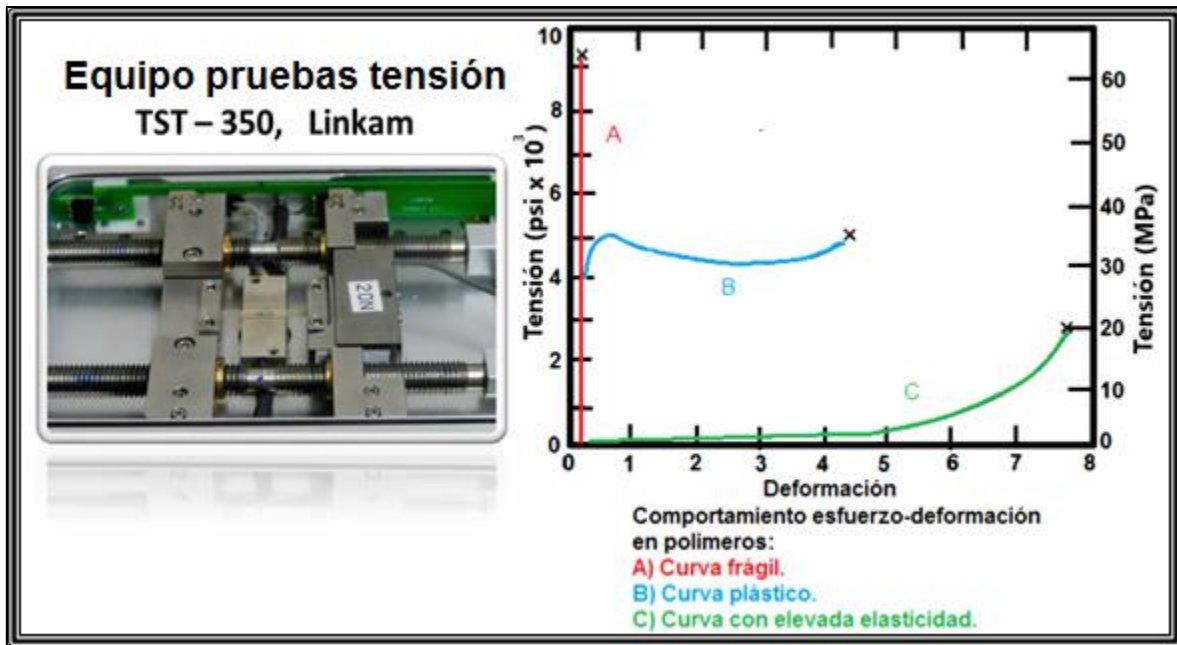 Equipo pruebas tensión
TST – 350, Linkam
20N
Tensión (psi x 10³)
10
8
6
4
2
0
A
B
C
60
50
40
30
20
10
0
Tensión (MPa)
0 1 2 3 4 5 6 7 8
Deformación
Comportamiento esfuerzo-deformación
en polimeros:
A) Curva frágil.
B) Curva plástico.
C) Curva con elevada elasticidad.